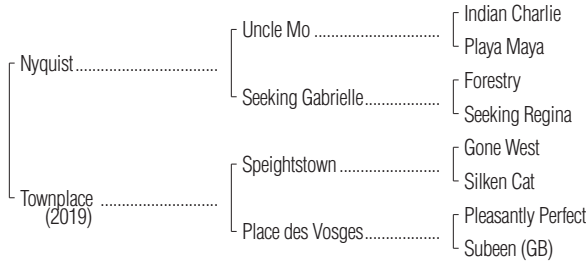 Indian Charlie
Uncle Mo ..............................
Playa Maya
Nyquist ..................................
Forestry
Seeking Gabrielle ..................
Seeking Regina
Gone West
Speightstown ........................
Silken Cat
Townplace ............................
(2019)
Pleasantly Perfect
Place des Vosges ..................
Subeen (GB)